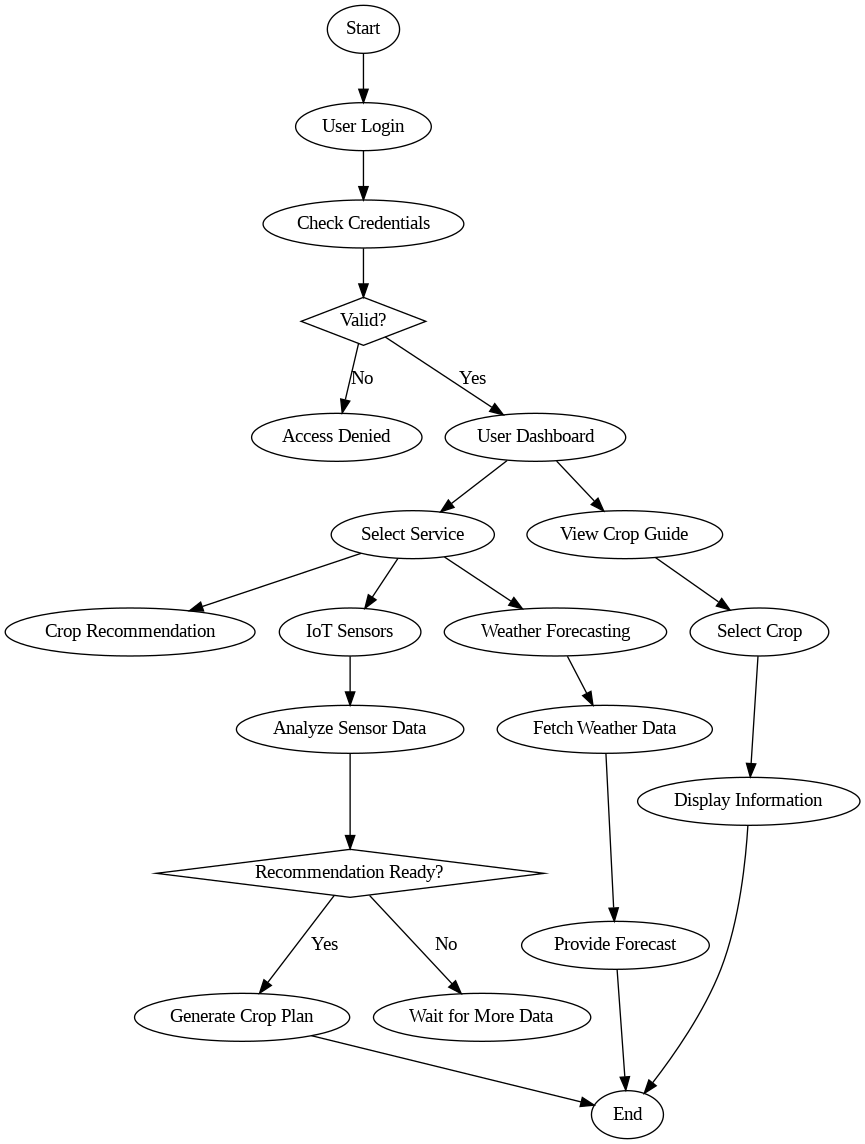 Start
User Login
Check Credentials
Valid?
No
Yes
Access Denied
User Dashboard
Select Service
View Crop Guide
Crop Recommendation
IoT Sensors
Weather Forecasting
Select Crop
Analyze Sensor Data
Fetch Weather Data
Display Information
Recommendation Ready?
Yes
No
Provide Forecast
Generate Crop Plan
Wait for More Data
End